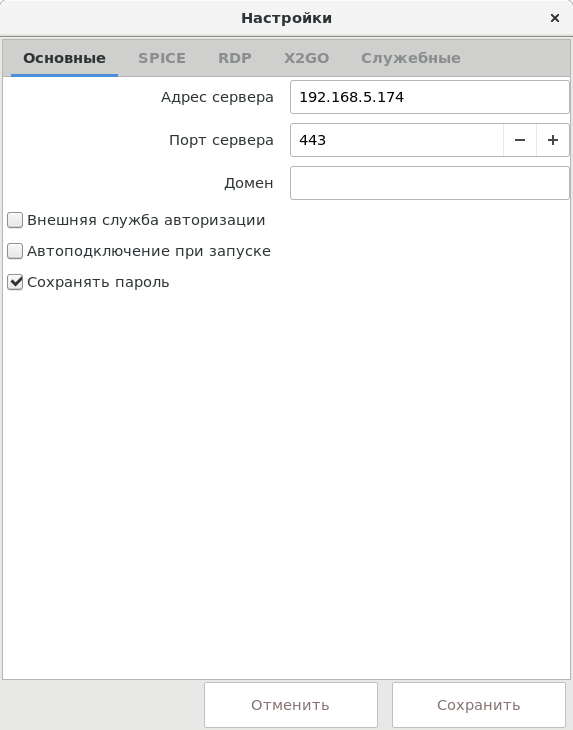 Настройки
Основные SPICE RDP X2GO Служебные
Адрес сервера 192.168.5.174
Порт сервера 443
Домен
Внешняя служба авторизации
Автоподключение при запуске
Сохранять пароль
Отменить Сохранить